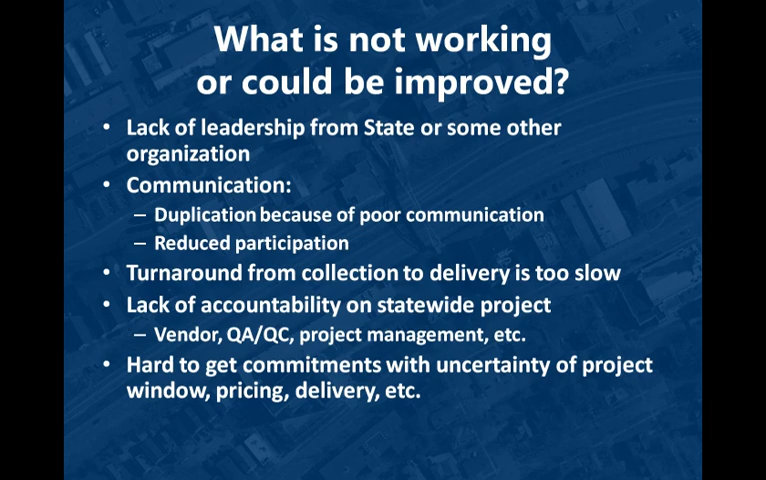 What is not working
or could be improved?
• Lack of leadership from State or some other
organization
• Communication:
– Duplication because of poor communication
– Reduced participation
• Turnaround from collection to delivery is too slow
• Lack of accountability on statewide project
– Vendor, QA/QC, project management, etc.
• Hard to get commitments with uncertainty of project
window, pricing, delivery, etc.